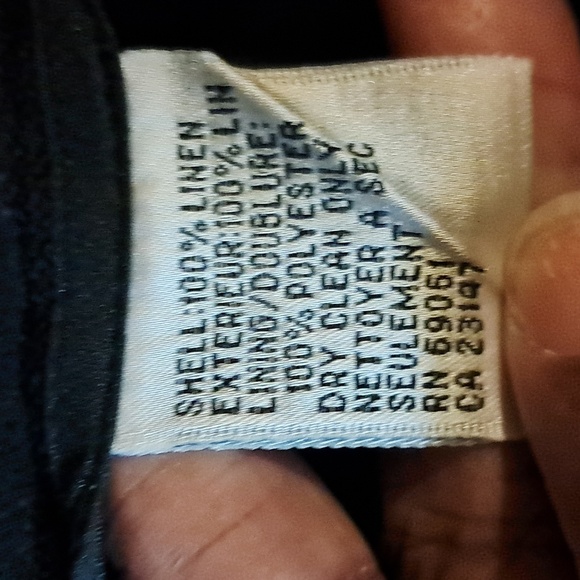 SHELL:100% LINEN
EXTERIEUR:100% LIN
LINING/DOUBLURE:
100% POLYESTER
DRY CLEAN ONLY
NETTOYER A SEC
SEULEMENT
RN 69061
CA 23197